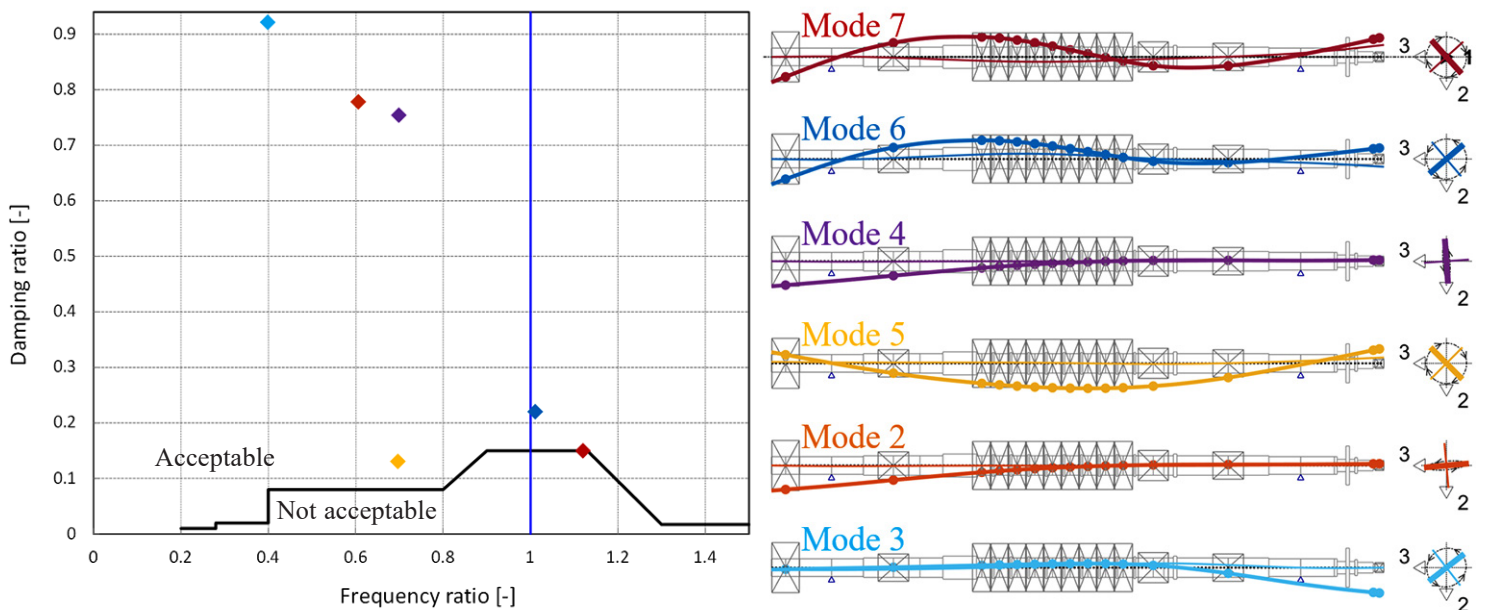 0.9
0.8
0.7
0.6
0.5
0.4
0.3
0.2
0.1
0
Damping ratio [-]
Acceptable
Not acceptable
0 0.2 0.4 0.6 0.8 1 1.2 1.4
Frequency ratio [-]
Mode 7
3 1
2
Mode 6
3
2
Mode 4
3
2
Mode 5
3
2
Mode 2
3
2
Mode 3
3
2